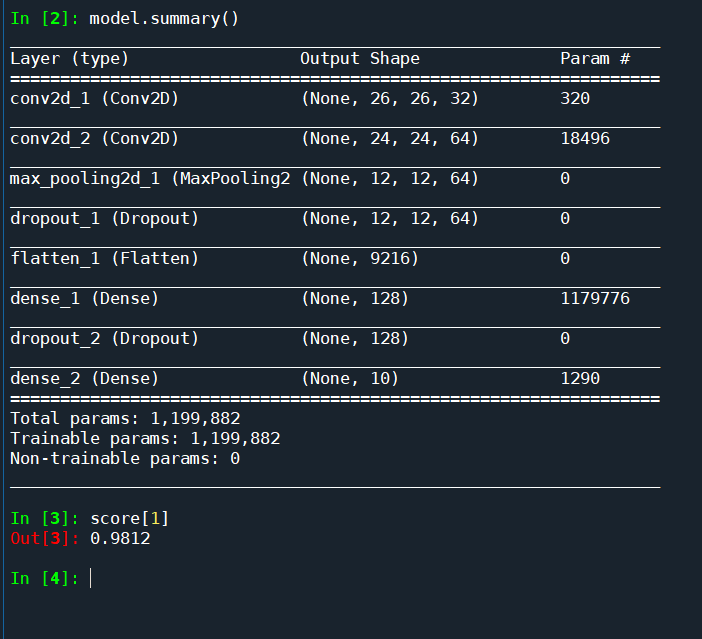 In [2]: model.summary()
Layer (type) Output Shape Param #
conv2d_1 (Conv2D) (None, 26, 26, 32) 320
conv2d_2 (Conv2D) (None, 24, 24, 64) 18496
max_pooling2d_1 (MaxPooling2 (None, 12, 12, 64) 0
dropout_1 (Dropout) (None, 12, 12, 64) 0
flatten_1 (Flatten) (None, 9216) 0
dense_1 (Dense) (None, 128) 1179776
dropout_2 (Dropout) (None, 128) 0
dense_2 (Dense) (None, 10) 1290
Total params: 1,199,882
Trainable params: 1,199,882
Non-trainable params: 0
In [3]: score[1]
Out[3]: 0.9812
In [4]: